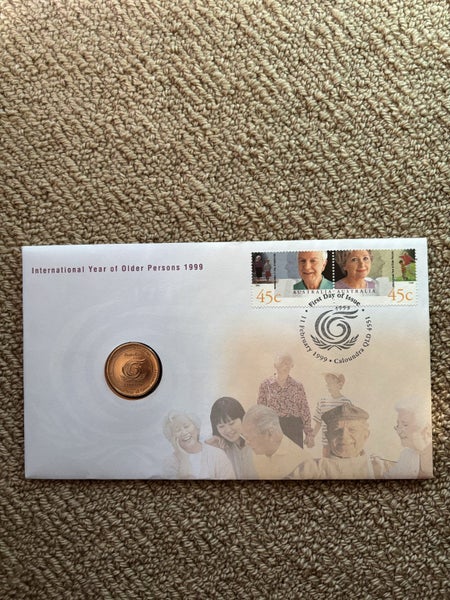 International Year of Older Persons 1999
45c
AUSTRALIA
AUSTRALIA
45c
First Day of Issue
1999
11 February 1999 • Caloundra QLD 4551